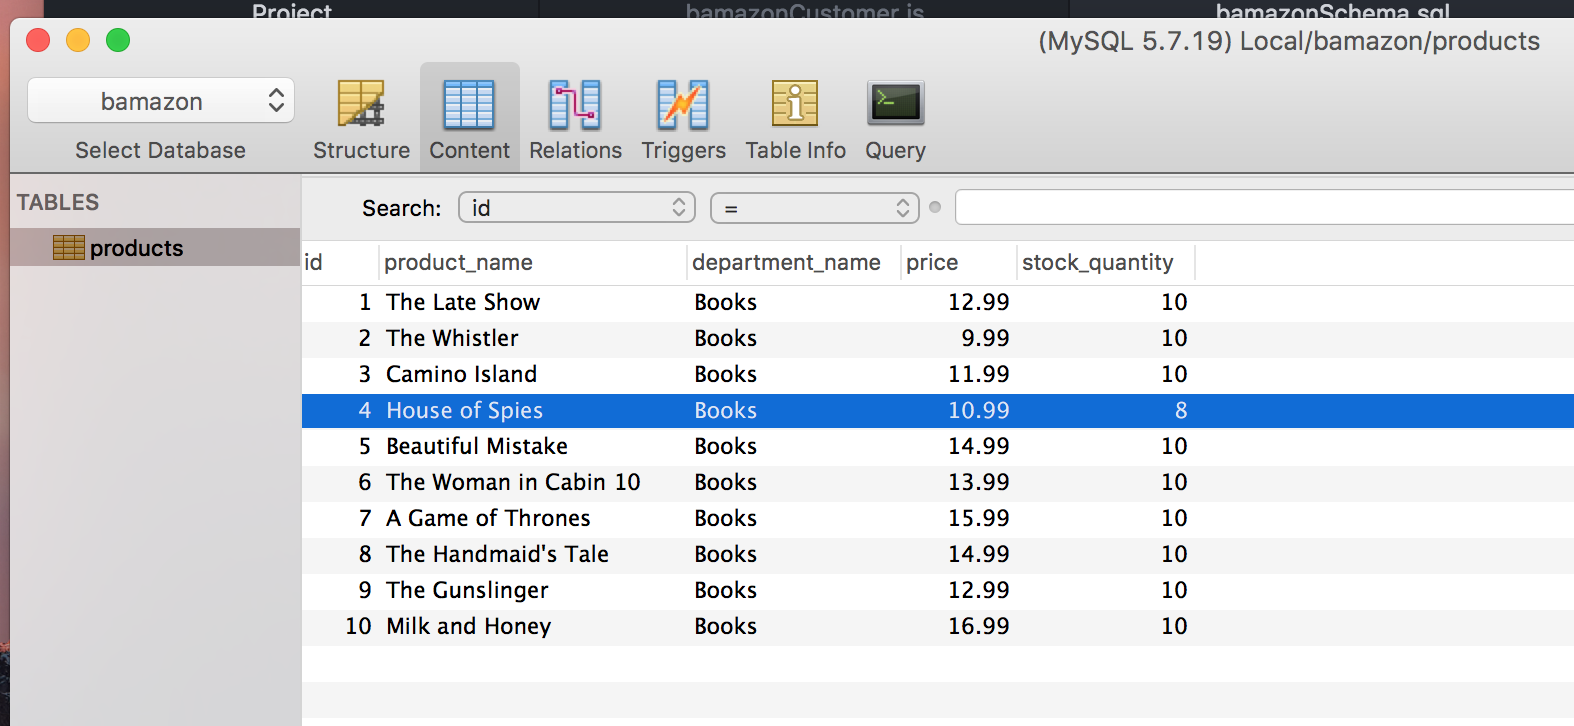 Project bamazonCustomer.js bamazonSchema.sql
(MySQL 5.7.19) Local/bamazon/products
bamazon
Select Database Structure Content Relations Triggers Table Info Query
TABLES
products
Search: id =
id product_name department_name price stock_quantity
1 The Late Show Books 12.99 10
2 The Whistler Books 9.99 10
3 Camino Island Books 11.99 10
4 House of Spies Books 10.99 8
5 Beautiful Mistake Books 14.99 10
6 The Woman in Cabin 10 Books 13.99 10
7 A Game of Thrones Books 15.99 10
8 The Handmaid's Tale Books 14.99 10
9 The Gunslinger Books 12.99 10
10 Milk and Honey Books 16.99 10